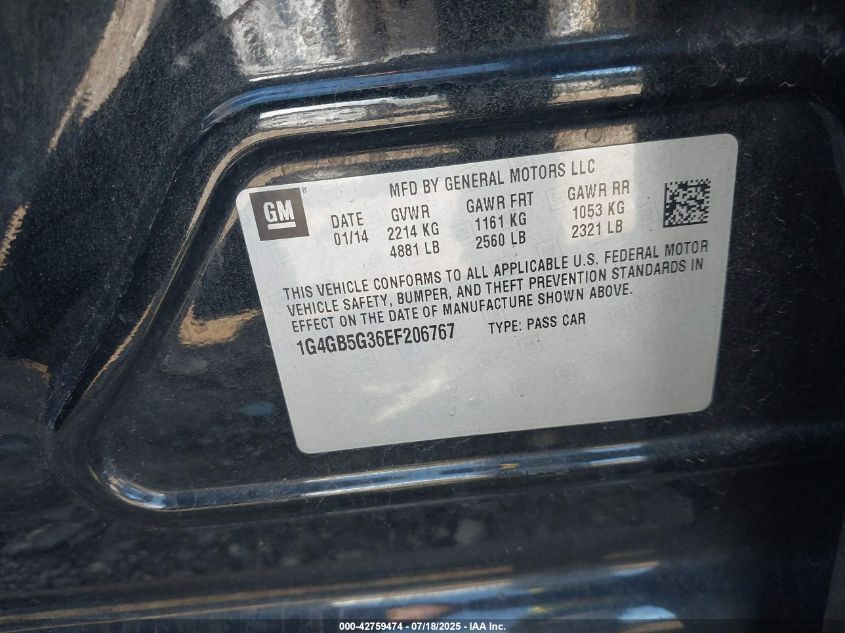 MFD BY GENERAL MOTORS LLC
GM
DATE GVWR GAWR FRT GAWR RR
01/14 2214 KG 1161 KG 1053 KG
4881 LB 2560 LB 2321 LB
THIS VEHICLE CONFORMS TO ALL APPLICABLE U.S. FEDERAL MOTOR
VEHICLE SAFETY, BUMPER, AND THEFT PREVENTION STANDARDS IN
EFFECT ON THE DATE OF MANUFACTURE SHOWN ABOVE.
1G4GB5G36EF206767 TYPE: PASS CAR
000-42759474 - 07/18/2025 - IAA Inc.